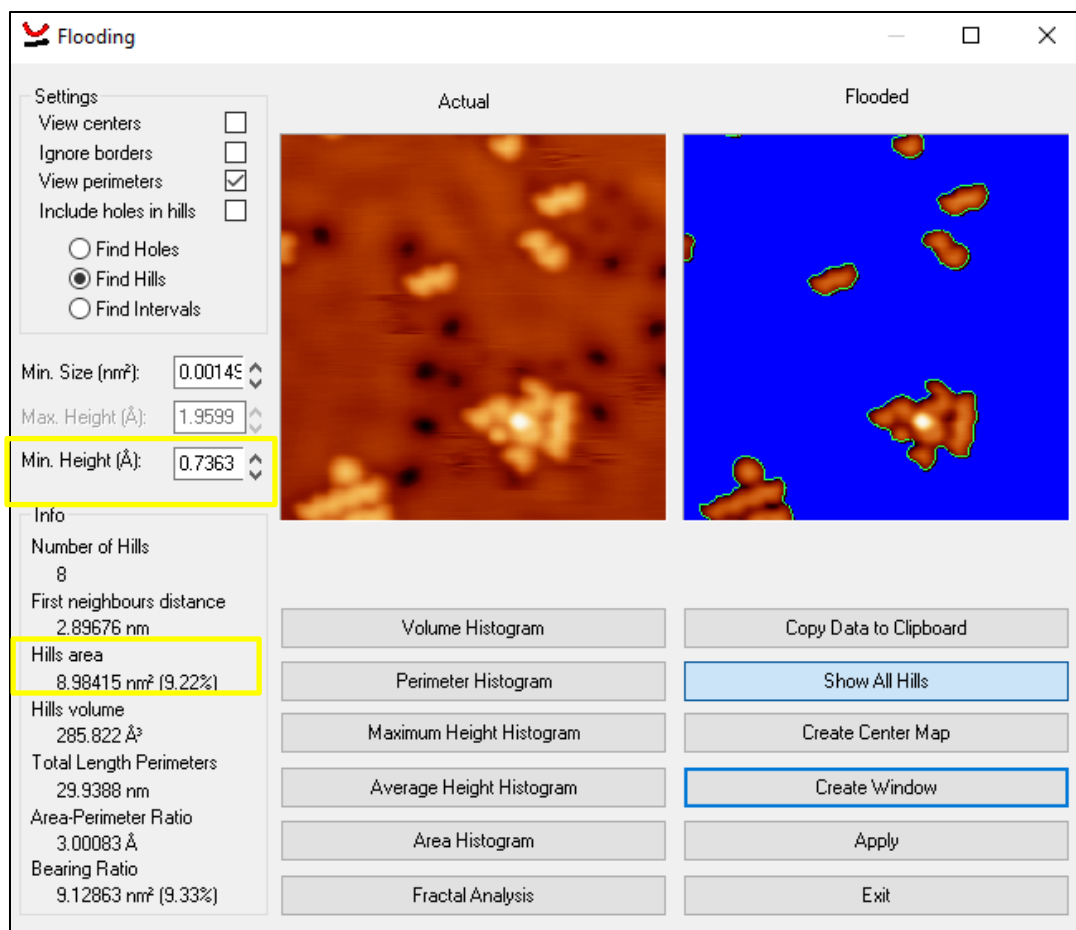 Flooding
Settings
View centers
Ignore borders
View perimeters
Include holes in hills
Find Holes
Find Hills
Find Intervals
Min. Size (nm²): 0.00149
Max. Height (Å): 1.9599
Min. Height (Å): 0.7363
Info
Number of Hills
8
First neighbours distance
2.89676 nm
Hills area
8.98415 nm² (9.22%)
Hills volume
285.822 Å³
Total Length Perimeters
29.9388 nm
Area-Perimeter Ratio
3.00083 Å
Bearing Ratio
9.12863 nm² (9.33%)
Actual
Flooded
Volume Histogram
Copy Data to Clipboard
Perimeter Histogram
Show All Hills
Maximum Height Histogram
Create Center Map
Average Height Histogram
Create Window
Area Histogram
Apply
Fractal Analysis
Exit